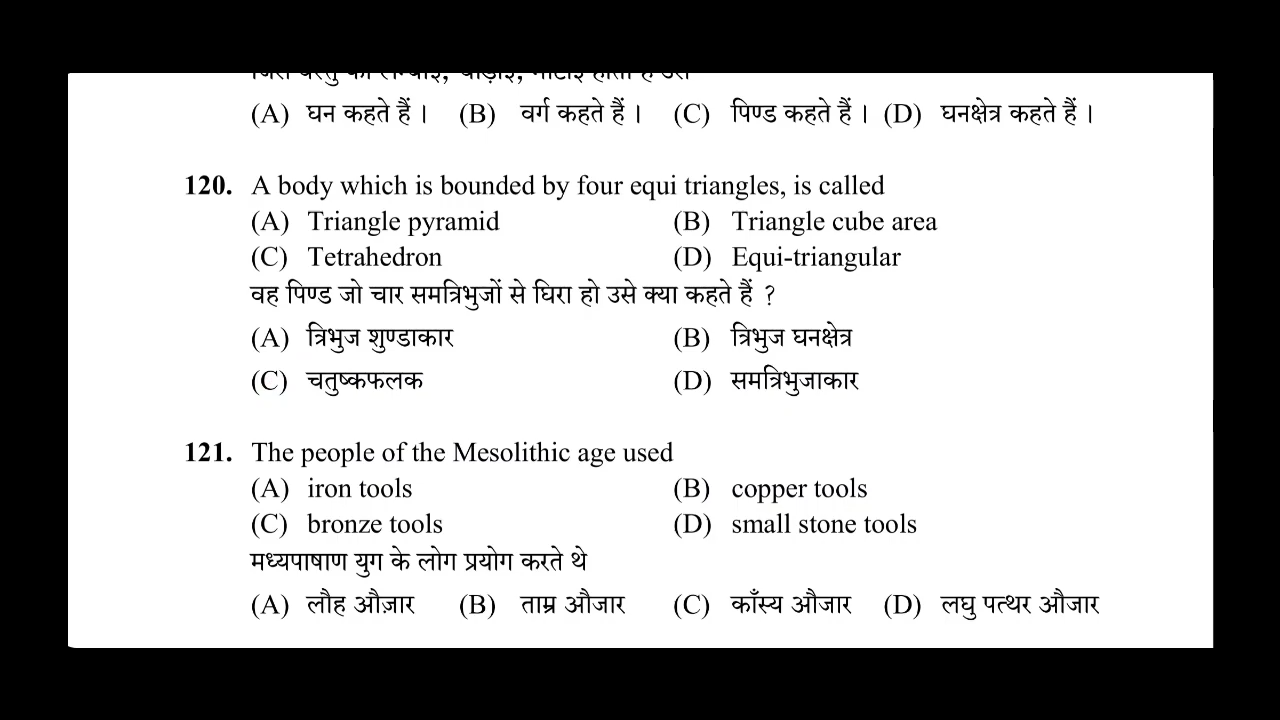 (A) घन कहते हैं । (B) वर्ग कहते हैं । (C) पिण्ड कहते हैं । (D) घनक्षेत्र कहते हैं ।
120. A body which is bounded by four equi triangles, is called
(A) Triangle pyramid (B) Triangle cube area
(C) Tetrahedron (D) Equi-triangular
वह पिण्ड जो चार समत्रिभुजों से घिरा हो उसे क्या कहते हैं ?
(A) त्रिभुज शुण्डाकार (B) त्रिभुज घनक्षेत्र
(C) चतुष्कफलक (D) समत्रिभुजाकार
121. The people of the Mesolithic age used
(A) iron tools (B) copper tools
(C) bronze tools (D) small stone tools
मध्यपाषाण युग के लोग प्रयोग करते थे
(A) लौह औज़ार (B) ताम्र औजार (C) काँस्य औजार (D) लघु पत्थर औजार